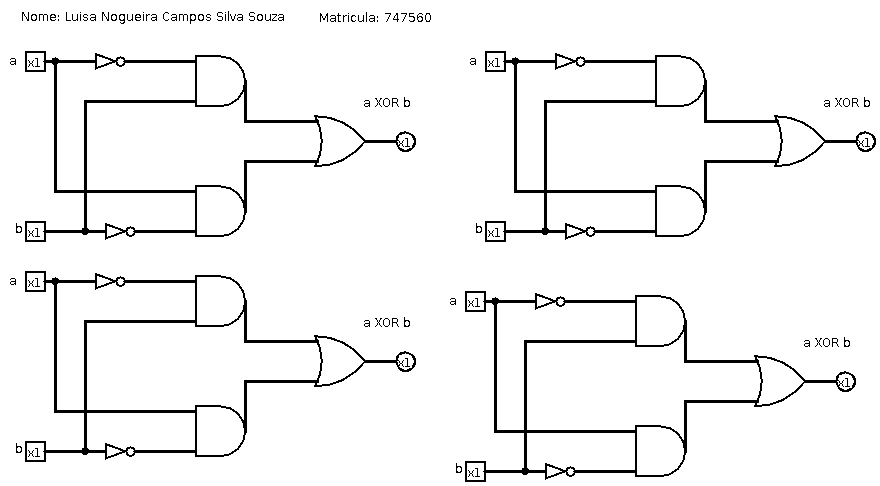 Nome: Luisa Nogueira Campos Silva Souza Matricula: 747560
a x1 a x1
a XOR b a XOR b
x1 x1
b x1 b x1
a x1
a x1
a XOR b
a XOR b
x1
x1
b x1
b x1